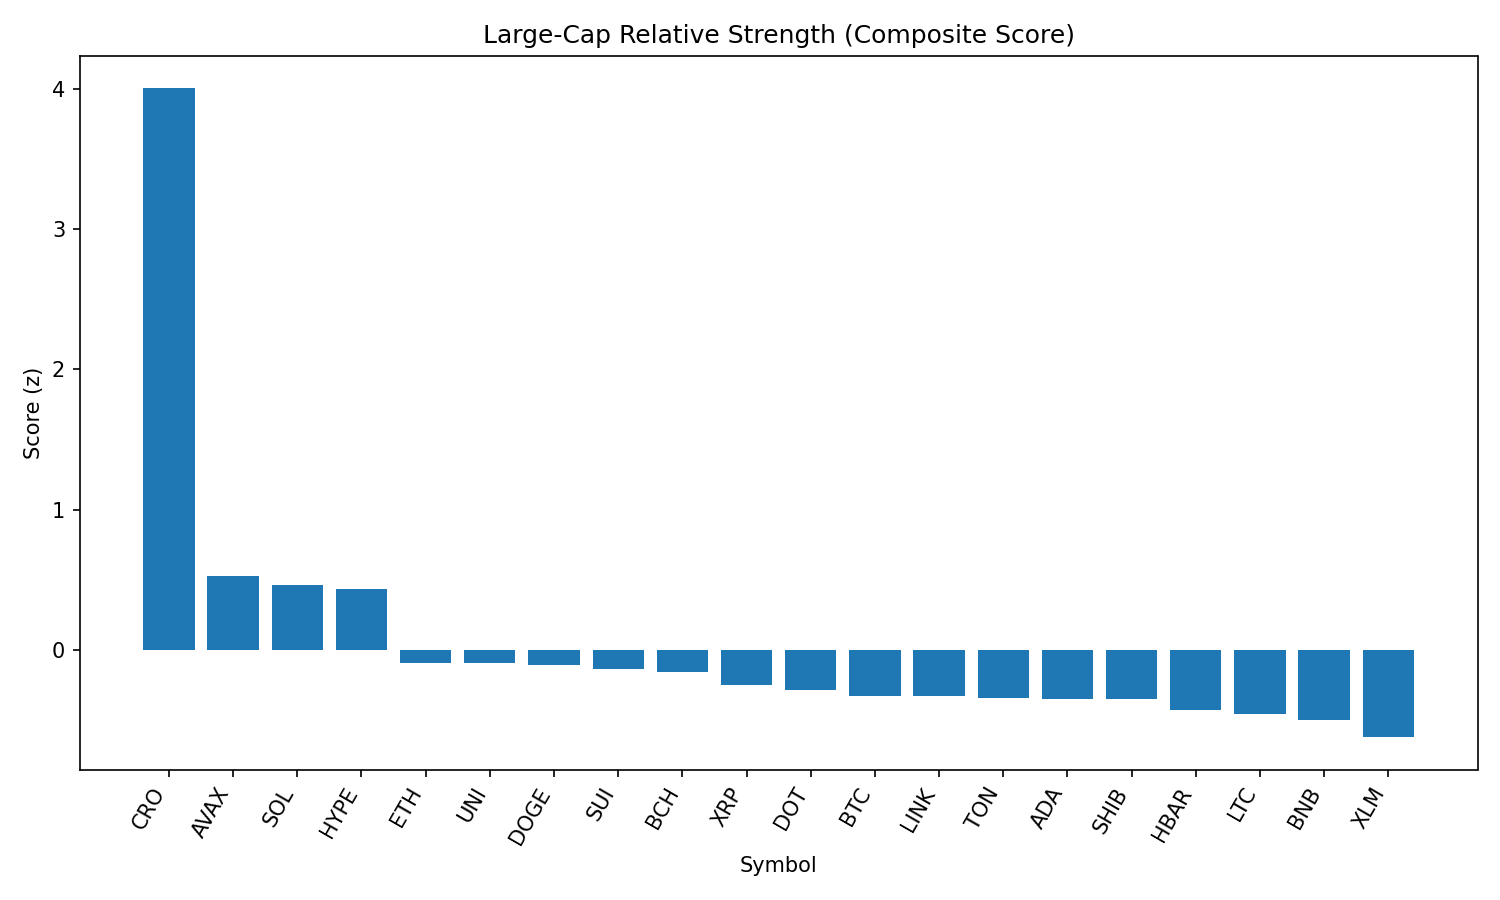 Large-Cap Relative Strength (Composite Score)
Score (z)
4
3
2
1
0
CRO
AVAX
SOL
HYPE
ETH
UNI
DOGE
SUI
BCH
XRP
DOT
BTC
LINK
TON
ADA
SHIB
HBAR
LTC
BNB
XLM
Symbol